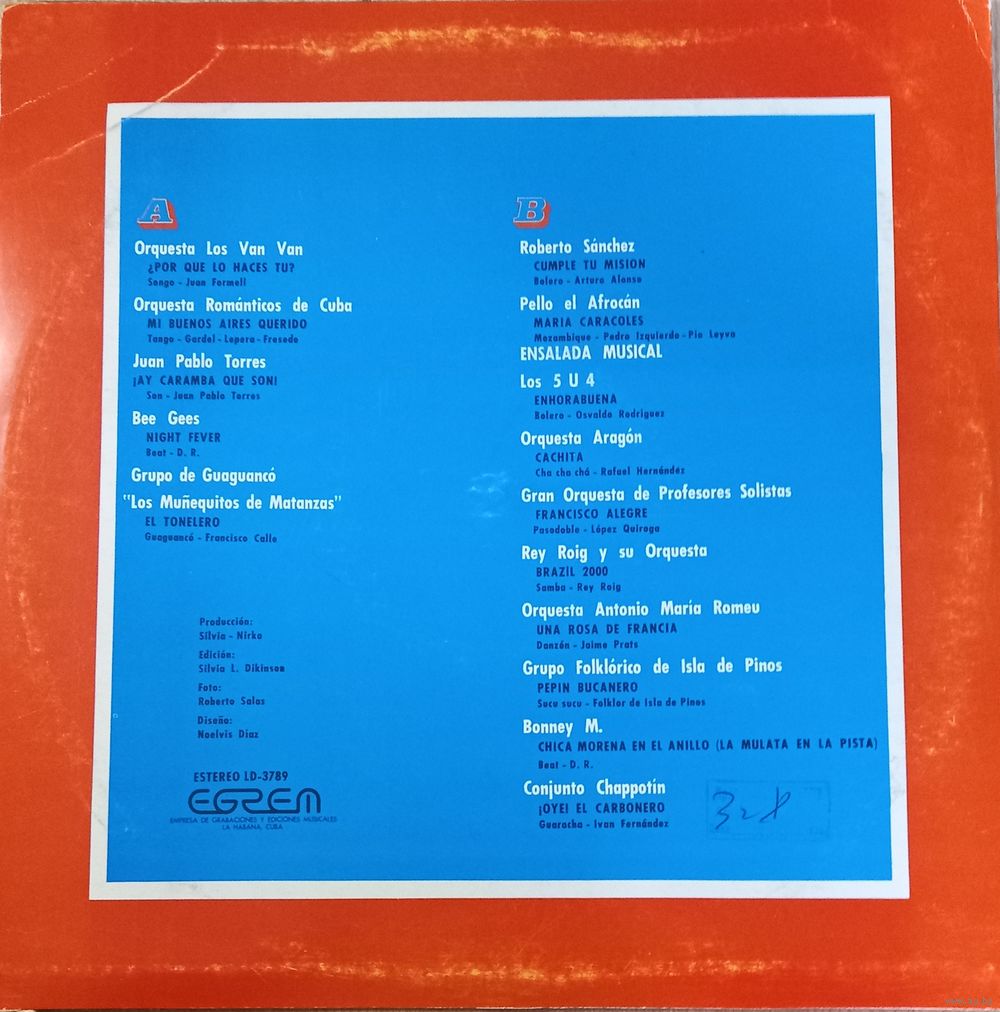 A
Orquesta Los Van Van
¿POR QUE LO HACES TU?
Songo - Juan Formell
Orquesta Románticos de Cuba
MI BUENOS AIRES QUERIDO
Tango - Gardel - Lepera - Fresedo
Juan Pablo Torres
¡AY CARAMBA QUE SON!
Son - Juan Pablo Torres
Bee Gees
NIGHT FEVER
Beat - D. R.
Grupo de Guaguancó
"Los Muñequitos de Matanzas"
EL TONELERO
Guaguancó - Francisco Calle
Producción:
Silvia - Nirko
Edición:
Silvia L. Dikinson
Foto:
Roberto Salas
Diseño:
Noelvis Díaz
ESTEREO LD-3789
EGREM
EMPRESA DE GRABACIONES Y EDICIONES MUSICALES
LA HABANA, CUBA
B
Roberto Sánchez
CUMPLE TU MISION
Bolero - Arturo Alonso
Pello el Afrocán
MARIA CARACOLES
Mozambique - Pedro Izquierdo - Pío Leyva
ENSALADA MUSICAL
Los 5 U 4
ENHORABUENA
Bolero - Osvaldo Rodríguez
Orquesta Aragón
CACHITA
Cha cha chá - Rafael Hernández
Gran Orquesta de Profesores Solistas
FRANCISCO ALEGRE
Pasodoble - López Quiroga
Rey Roig y su Orquesta
BRAZIL 2000
Samba - Rey Roig
Orquesta Antonio María Romeu
UNA ROSA DE FRANCIA
Danzón - Jaime Prats
Grupo Folklórico de Isla de Pinos
PEPIN BUCANERO
Sucu sucu - Folklor de Isla de Pinos
Bonney M.
CHICA MORENA EN EL ANILLO (LA MULATA EN LA PISTA)
Beat - D. R.
Conjunto Chappotín
¡OYE! EL CARBONERO
Guaracha - Ivan Fernández
328